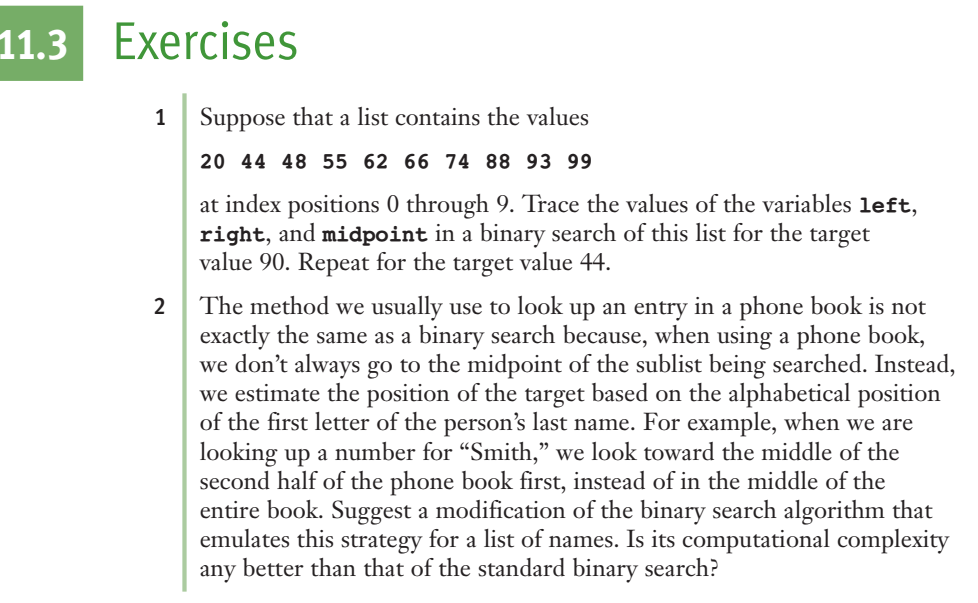 11.3 Exercises
1 Suppose that a list contains the values
20 44 48 55 62 66 74 88 93 99
at index positions 0 through 9. Trace the values of the variables left,
right, and midpoint in a binary search of this list for the target
value 90. Repeat for the target value 44.
2 The method we usually use to look up an entry in a phone book is not
exactly the same as a binary search because, when using a phone book,
we don’t always go to the midpoint of the sublist being searched. Instead,
we estimate the position of the target based on the alphabetical position
of the first letter of the person’s last name. For example, when we are
looking up a number for “Smith,” we look toward the middle of the
second half of the phone book first, instead of in the middle of the
entire book. Suggest a modification of the binary search algorithm that
emulates this strategy for a list of names. Is its computational complexity
any better than that of the standard binary search?